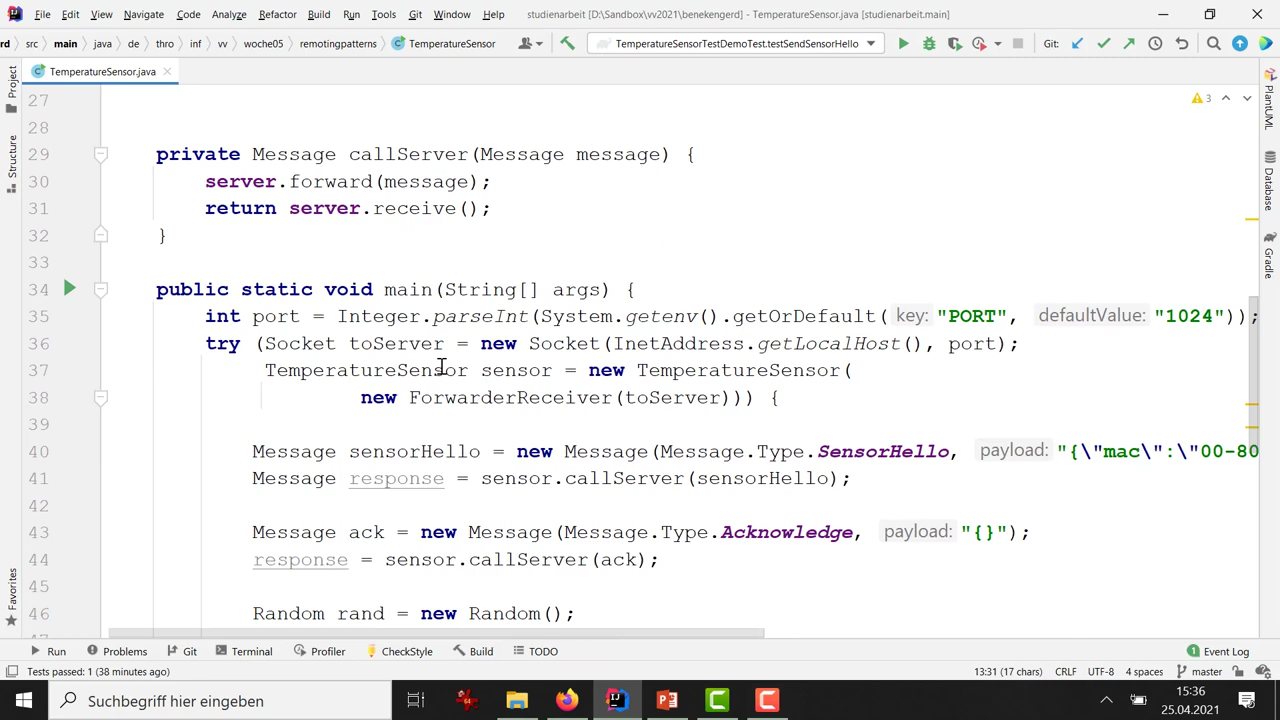 File Edit View Navigate Code Analyze Refactor Build Run Tools Git Window Help studienarbeit [D:\Sandbox\vv2021\benekengerd] - TemperatureSensor.java [studienarbeit.main]
rd src main java de thro inf vv woche05 remotingpatterns TemperatureSensor TemperatureSensorTestDemoTest.testSendSensorHello Git:
TemperatureSensor.java
Project
Structure
Favorites
PlantUML
Database
Gradle
3
27
28
29 private Message callServer(Message message) {
30 server.forward(message);
31 return server.receive();
32 }
33
34 public static void main(String[] args) {
35 int port = Integer.parseInt(System.getenv().getOrDefault( key: "PORT", defaultValue: "1024"));
36 try (Socket toServer = new Socket(InetAddress.getLocalHost(), port);
37 TemperatureSensor sensor = new TemperatureSensor(
38 new ForwarderReceiver(toServer))) {
39
40 Message sensorHello = new Message(Message.Type.SensorHello, payload: "{\"mac\":\"00-80
41 Message response = sensor.callServer(sensorHello);
42
43 Message ack = new Message(Message.Type.Acknowledge, payload: "{}");
44 response = sensor.callServer(ack);
45
46 Random rand = new Random();
Run Problems Git Terminal Profiler CheckStyle Build TODO 1 Event Log
Tests passed: 1 (38 minutes ago) 13:31 (17 chars) CRLF UTF-8 4 spaces master
Suchbegriff hier eingeben
15:36
25.04.2021